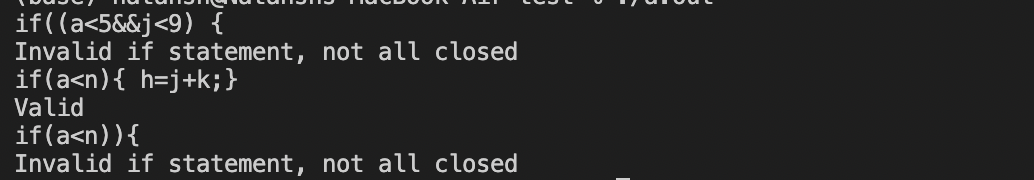 if((a<5&&j<9) {
Invalid if statement, not all closed
if(a<n){ h=j+k;}
Valid
if(a<n)){
Invalid if statement, not all closed